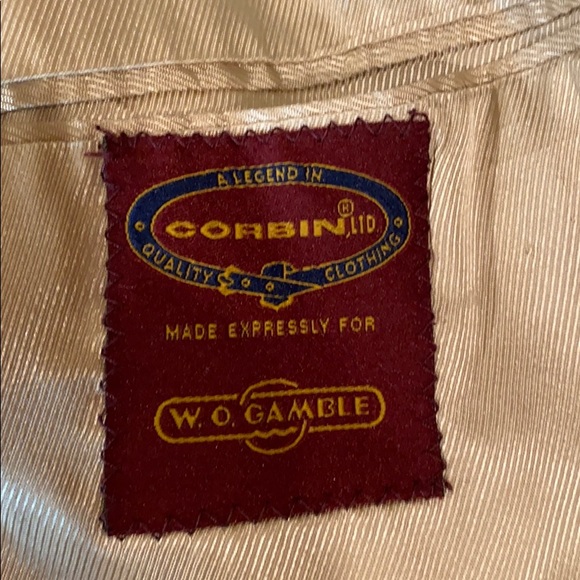 A LEGEND IN
CORBIN®,LTD
QUALITY CLOTHING
MADE EXPRESSLY FOR
W. O. GAMBLE